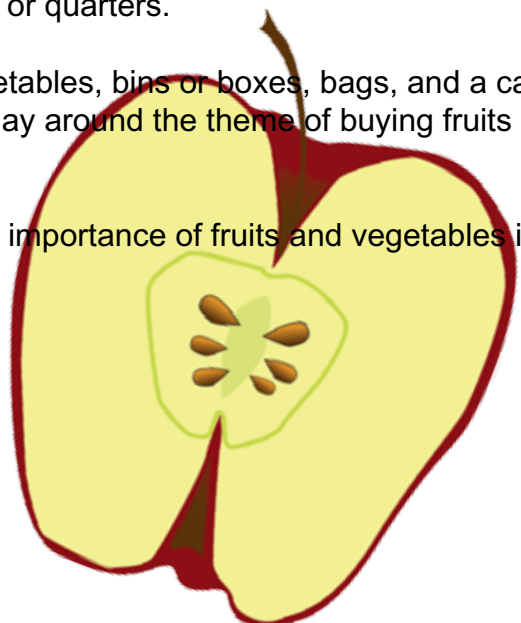 or quarters.
etables, bins or boxes, bags, and a ca
ay around the theme of buying fruits
importance of fruits and vegetables i